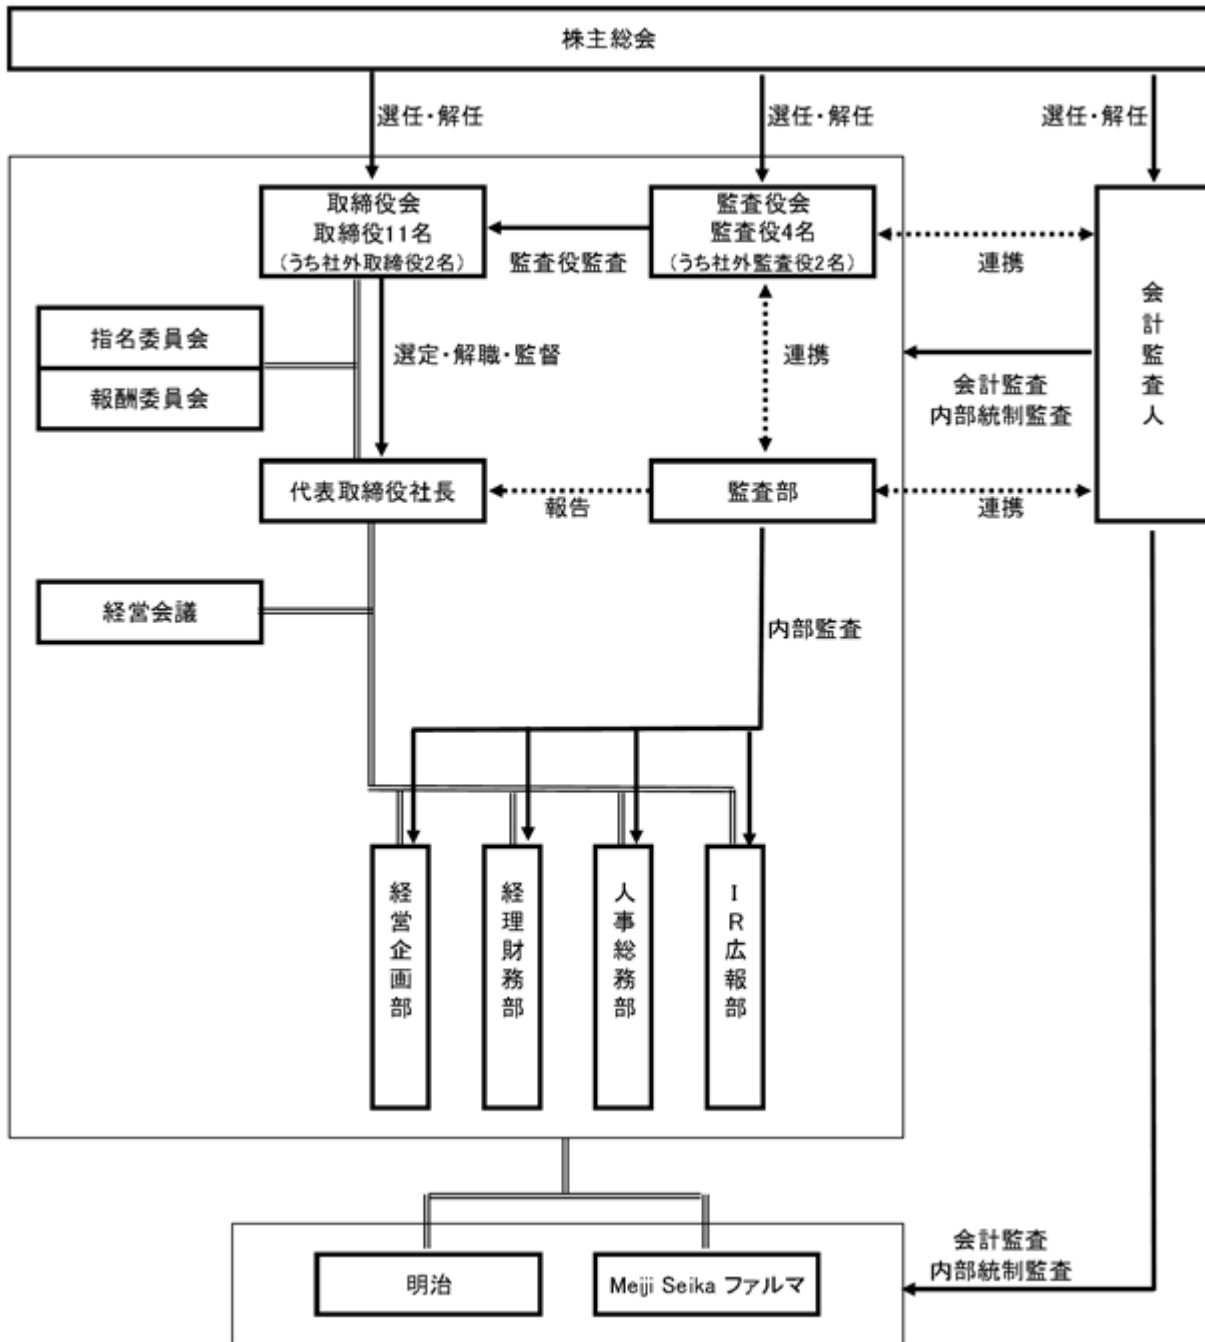 株主総会
選任・解任
選任・解任
選任・解任
取締役会
取締役11名
(うち社外取締役2名)
監査役監査
監査役会
監査役4名
(うち社外監査役2名)
連携
会計監査人
指名委員会
報酬委員会
選定・解職・監督
連携
会計監査
内部統制監査
代表取締役社長
報告
監査部
連携
経営会議
内部監査
経営企画部
経理財務部
人事総務部
IR広報部
会計監査
内部統制監査
明治
Meiji Seika ファルマ